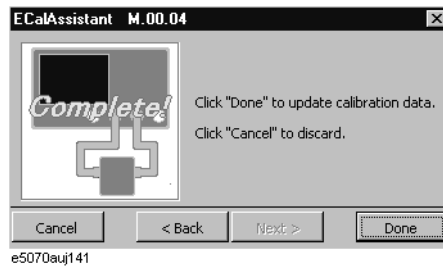 ECalAssistant M.00.04
Complete!
Click "Done" to update calibration data.
Click "Cancel" to discard.
Cancel
< Back
Next >
Done
e5070auj141